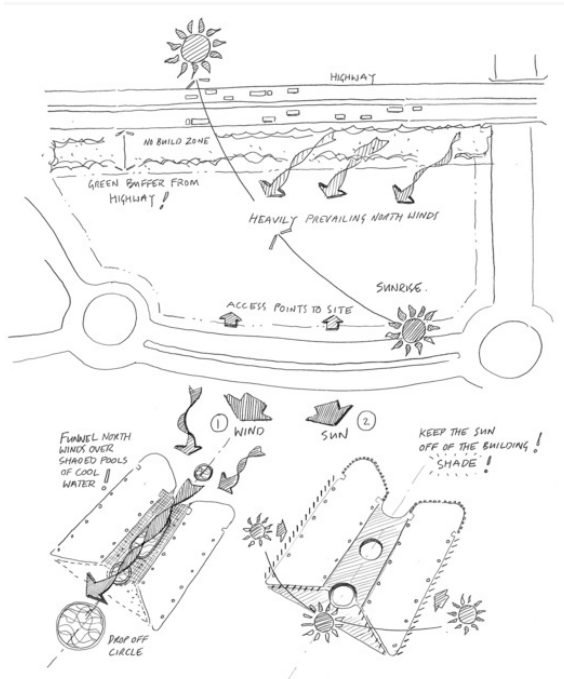 HIGHWAY
NO BUILD ZONE
GREEN BUFFER FROM
HIGHWAY!
HEAVILY PREVAILING NORTH WINDS
SUNRISE.
ACCESS POINTS TO SITE
1 WIND
SUN 2
FUNNEL NORTH
WINDS OVER
SHADED POOLS
OF COOL
WATER!
KEEP THE SUN
OFF OF THE BUILDING!
SHADE!
DROP OFF
CIRCLE